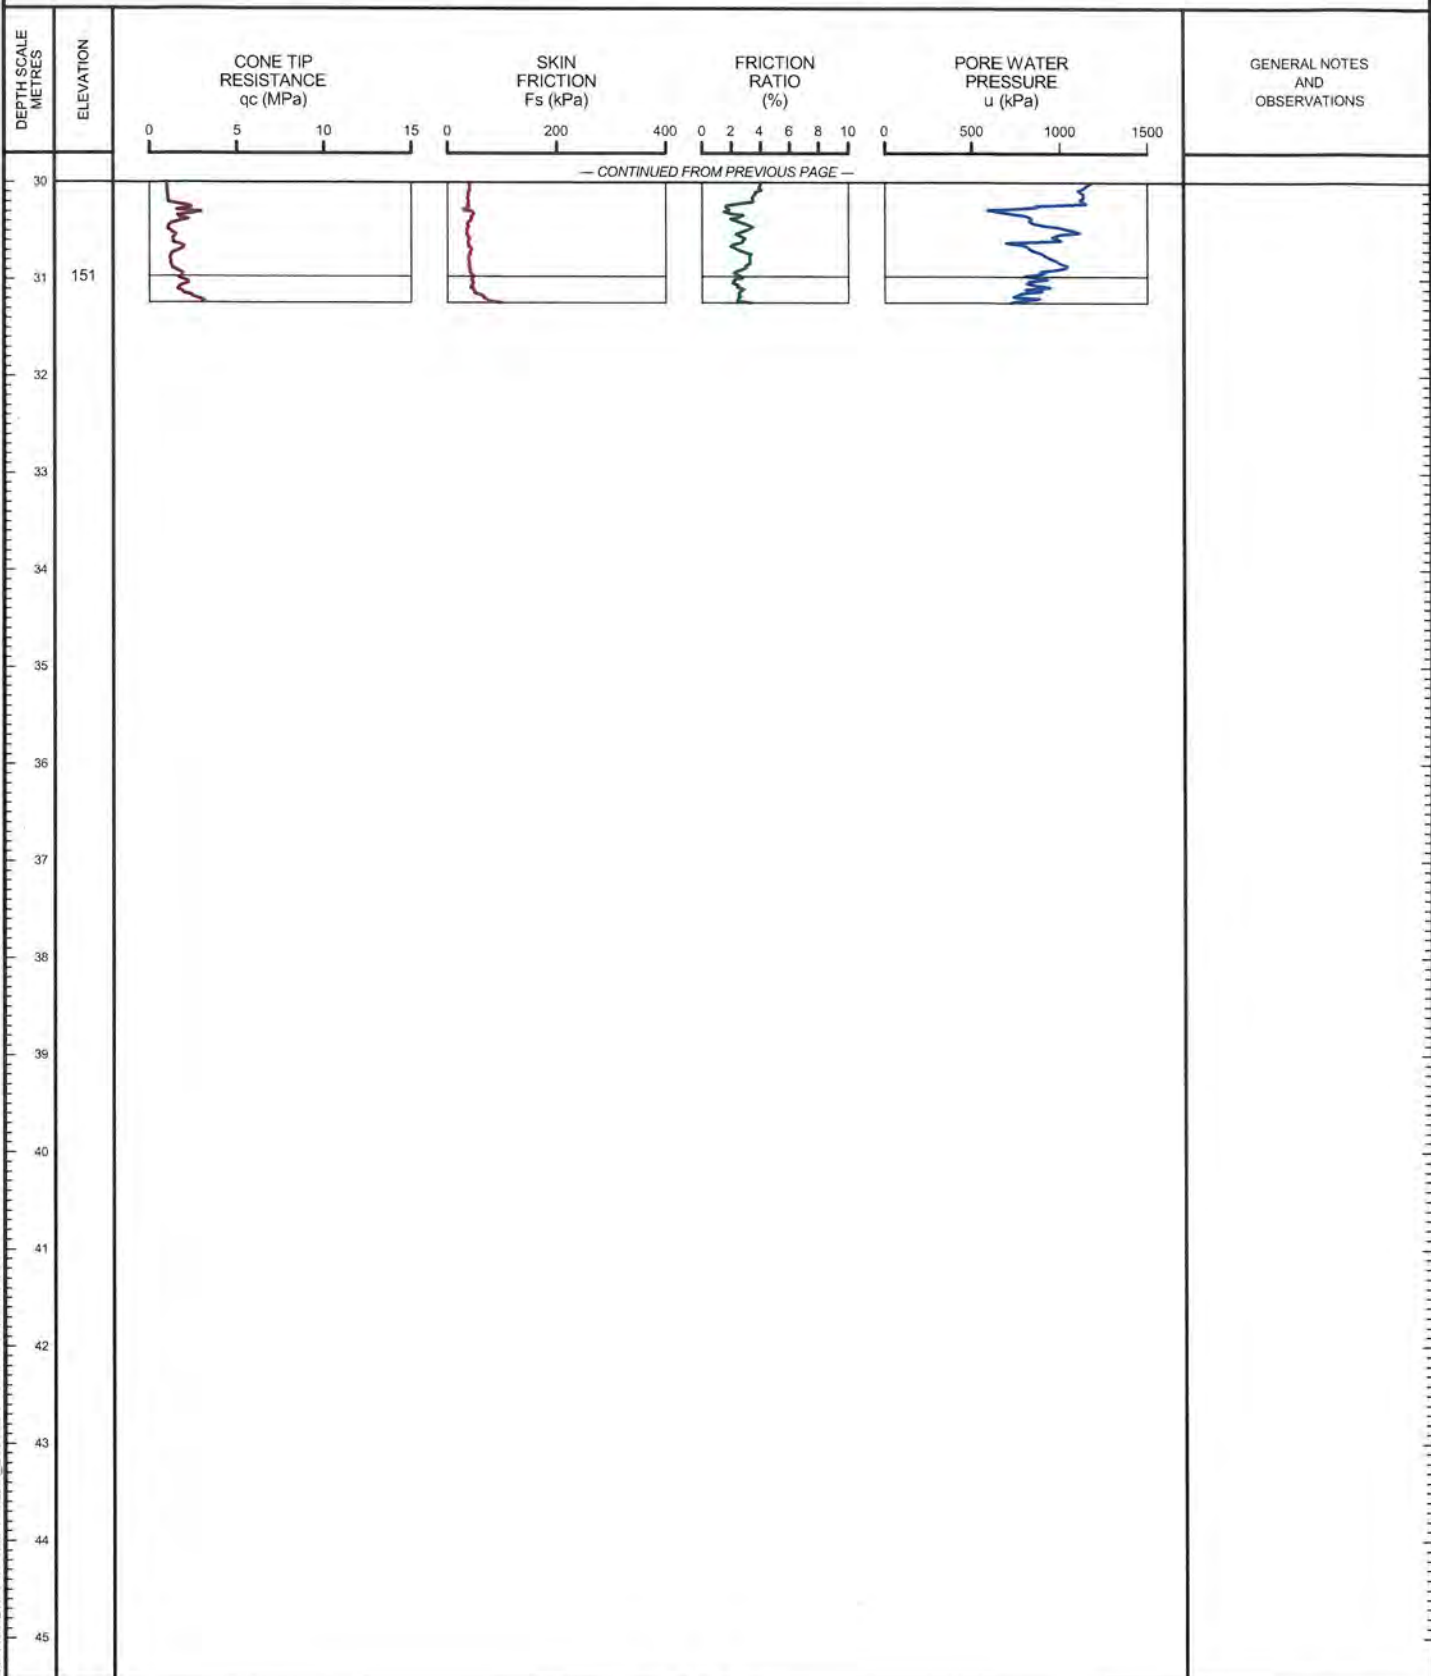 DEPTH SCALE
METRES
ELEVATION
CONE TIP
RESISTANCE
qc (MPa)
SKIN
FRICTION
Fs (kPa)
FRICTION
RATIO
(%)
PORE WATER
PRESSURE
u (kPa)
GENERAL NOTES
AND
OBSERVATIONS
0 5 10 15
0 200 400
0 2 4 6 8 10
0 500 1000 1500
— CONTINUED FROM PREVIOUS PAGE —
30
31
151
32
33
34
35
36
37
38
39
40
41
42
43
44
45